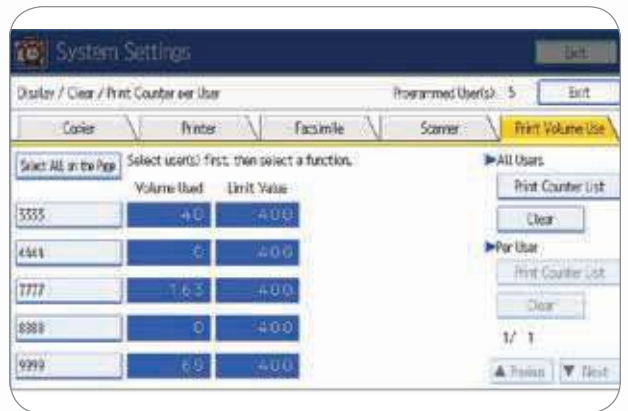 System Settings
Exit
Display / Clear / Print Counter per User
Programmed User(s) 5
Exit
Copier
Printer
Facsimile
Scanner
Print Volume Use
Select All on the Page
Select user(s) first, then select a function.
▶All Users
Volume Used
Limit Value
Print Counter List
3333
40
400
Clear
4444
0
400
▶Per User
Print Counter List
7777
163
400
Clear
8888
0
400
1/ 1
9999
400
▲ Previous
▼ Next